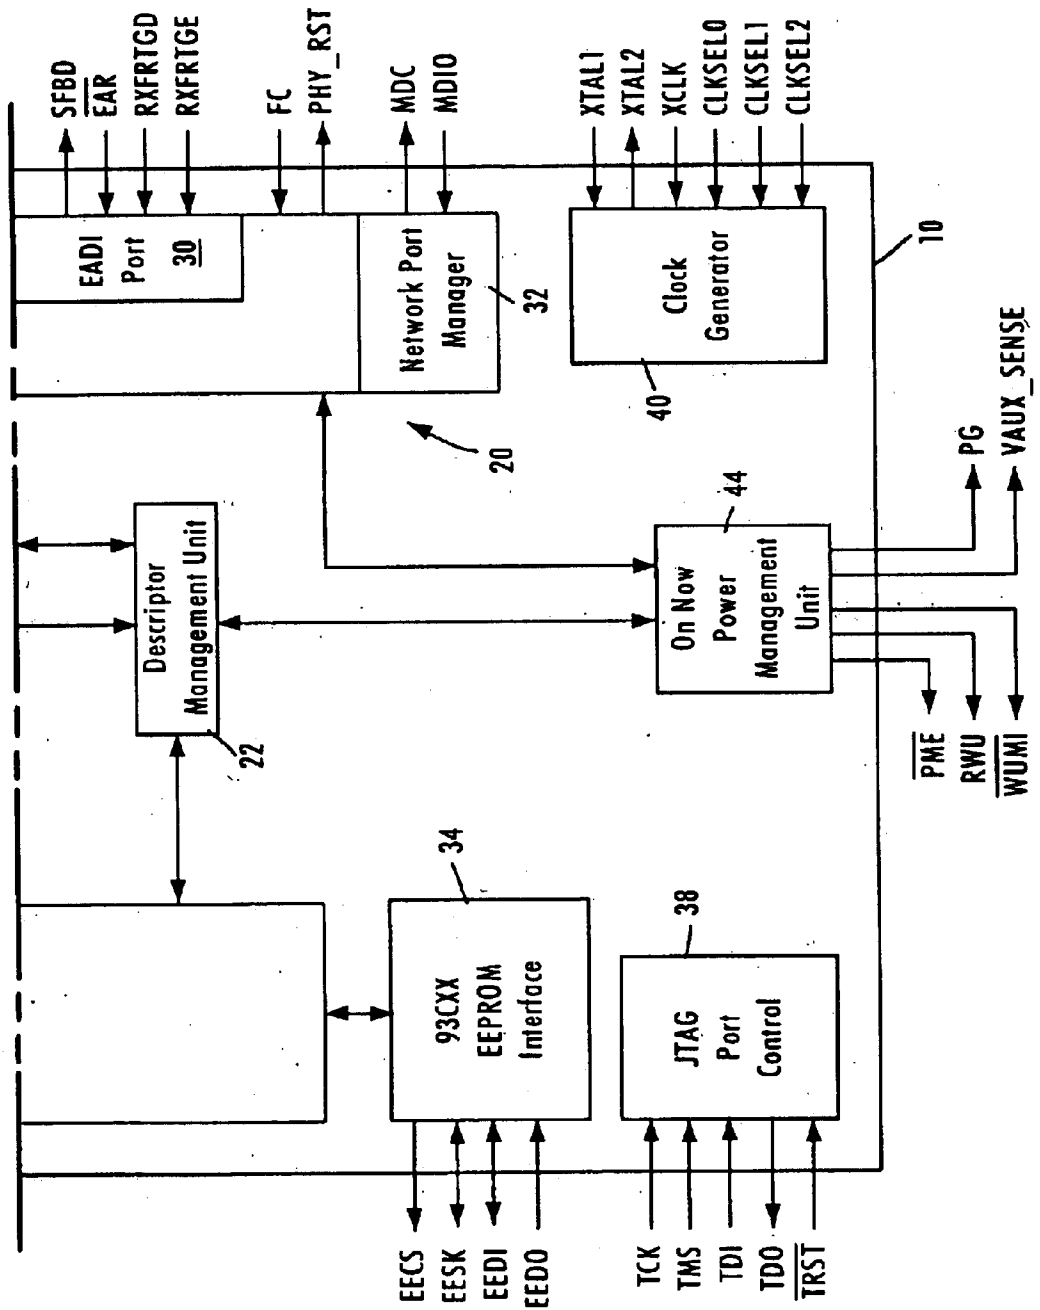 SFBD
EAR
RXFRTGD
RXFRTGE
FC
PHY_RST
MDC
MDIO
XTAL1
XTAL2
XCLK
CLKSEL0
CLKSEL1
CLKSEL2
EADI
Port
30
Network Port
Manager
32
Clock
Generator
40
10
20
Descriptor
Management Unit
22
On Now
Power
Management
Unit
44
PG
VAUX_SENSE
PME
RWU
WUMI
93CXX
EEPROM
Interface
34
JTAG
Port
Control
38
EECS
EESK
EEDI
EEDO
TCK
TMS
TDI
TDO
TRST